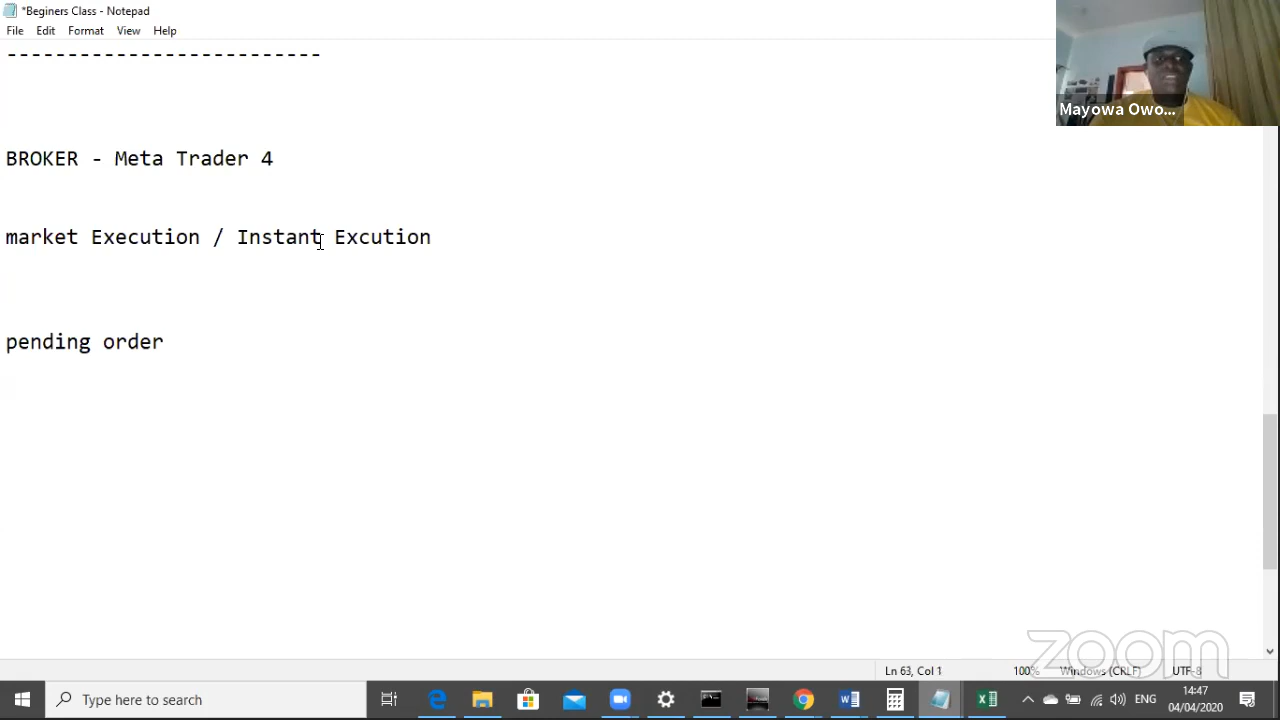 *Beginers Class - Notepad
File Edit Format View Help
--------------------------
Mayowa Owo...
BROKER - Meta Trader 4
market Execution / Instant Excution
pending order
zoom
Ln 63, Col 1 100% Windows (CRLF) UTF-8
Type here to search
ENG
14:47
04/04/2020